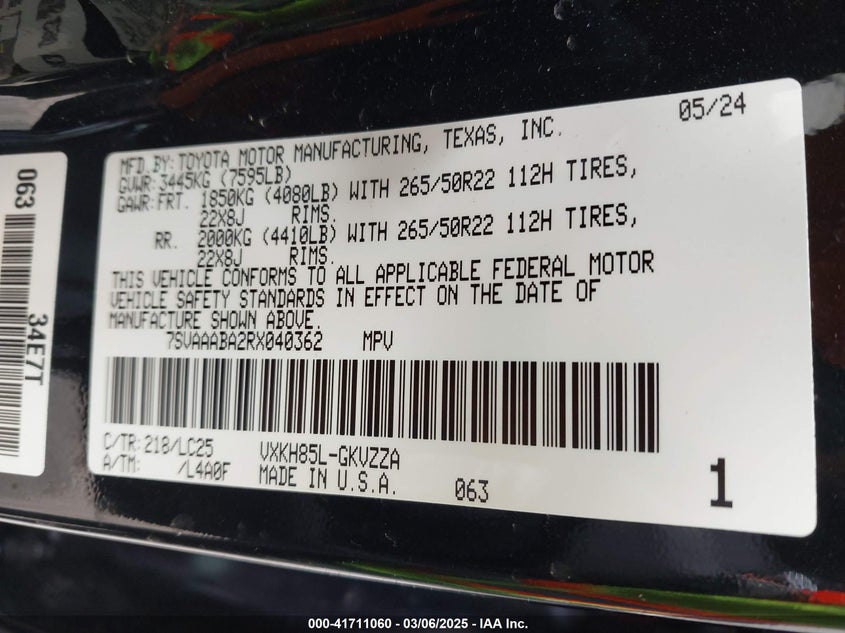 05/24
MFD.BY:TOYOTA MOTOR MANUFACTURING, TEXAS, INC.
GVWR:3445KG (7595LB)
GAWR:FRT. 1850KG (4080LB) WITH 265/50R22 112H TIRES,
22X8J RIMS.
RR. 2000KG (4410LB) WITH 265/50R22 112H TIRES,
22X8J RIMS.
THIS VEHICLE CONFORMS TO ALL APPLICABLE FEDERAL MOTOR
VEHICLE SAFETY STANDARDS IN EFFECT ON THE DATE OF
MANUFACTURE SHOWN ABOVE.
7SVAAABA2RX040362 MPV
C/TR:218/LC25 VXKH85L-GKVZZA
A/TM: /L4A0F MADE IN U.S.A. 063 1
063
34E7T
000-41711060 - 03/06/2025 - IAA Inc.